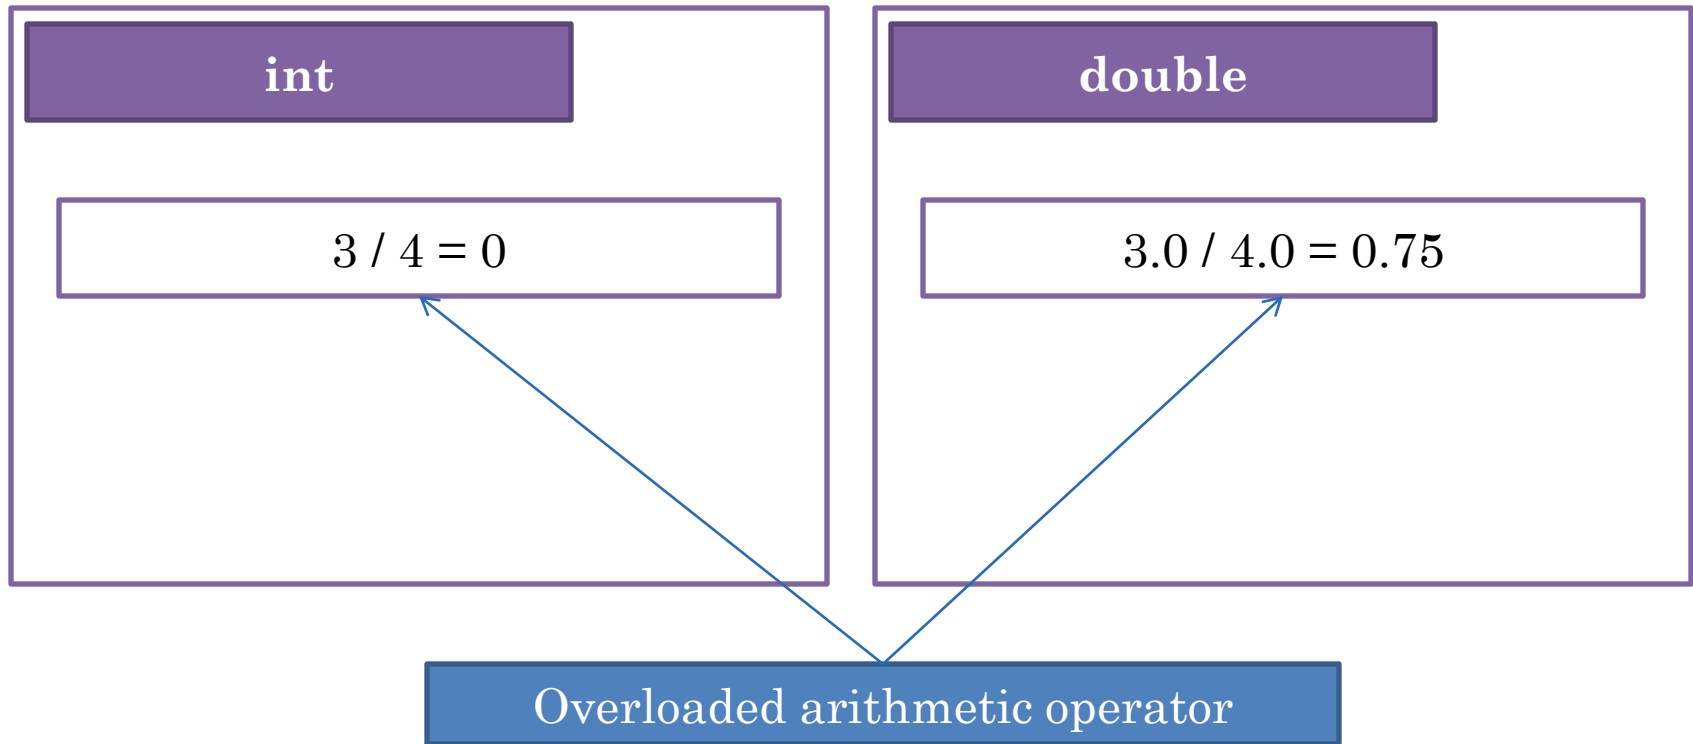 int
3 / 4 = 0
double
3.0 / 4.0 = 0.75
Overloaded arithmetic operator